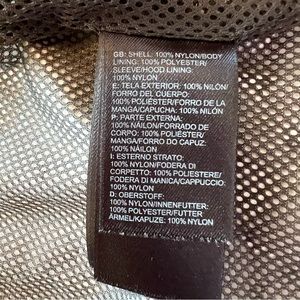 GB: SHELL: 100% NYLON/BODY
LINING: 100% POLYESTER/
SLEEVE/HOOD LINING:
100% NYLON
E: TELA EXTERIOR: 100% NILÓN/
FORRO DEL CUERPO:
100% POLIÉSTER/FORRO DE LA
MANGA/CAPUCHA: 100% NILÓN
P: PARTE EXTERNA:
100% NÁILON/FORRADO DE
CORPO: 100% POLIÉSTER/
MANGA/FORRO DO CAPUZ:
100% NÁILON
I: ESTERNO STRATO:
100% NYLON/FODERA DI
CORPETTO: 100% POLIESTERE/
FODERA DI MANICA/CAPPUCCIO
100% NYLON
D: OBERSTOFF:
100% NYLON/INNENFUTTER:
100% POLYESTER/FUTTER
ÄRMEL/KAPUZE: 100% NYLON